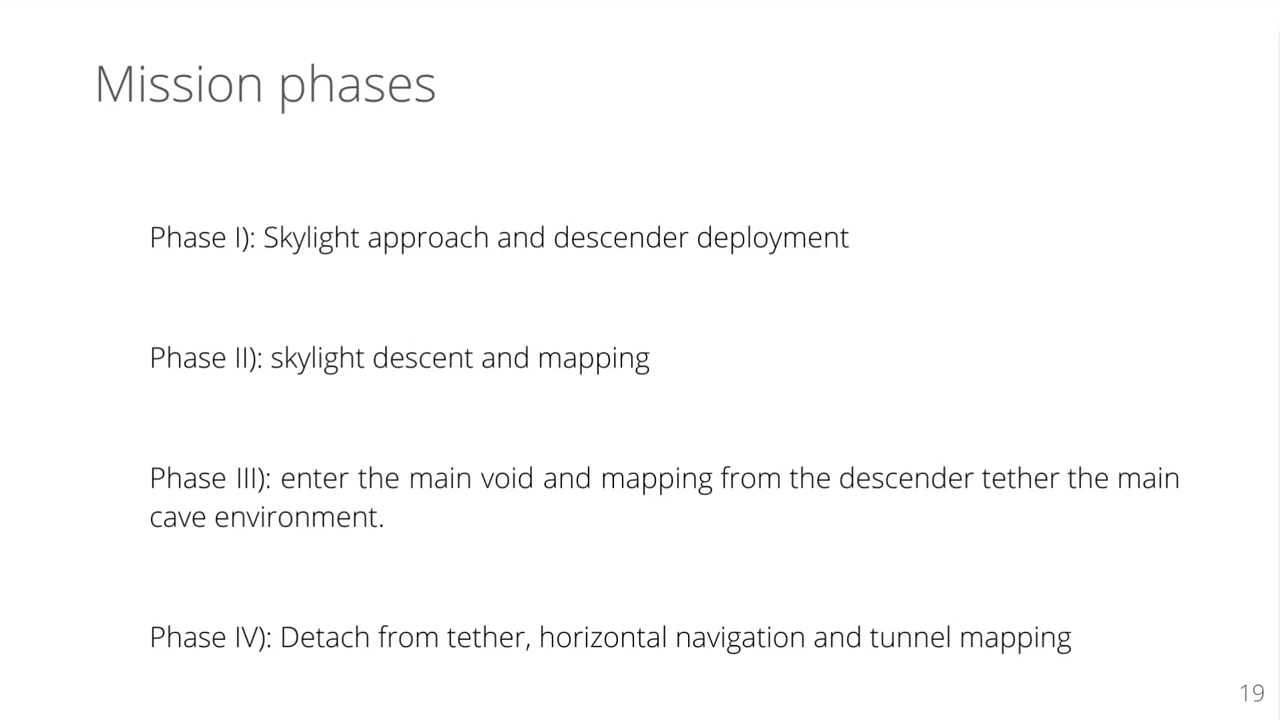 Mission phases
Phase I): Skylight approach and descender deployment
Phase II): skylight descent and mapping
Phase III): enter the main void and mapping from the descender tether the main
cave environment.
Phase IV): Detach from tether, horizontal navigation and tunnel mapping
19